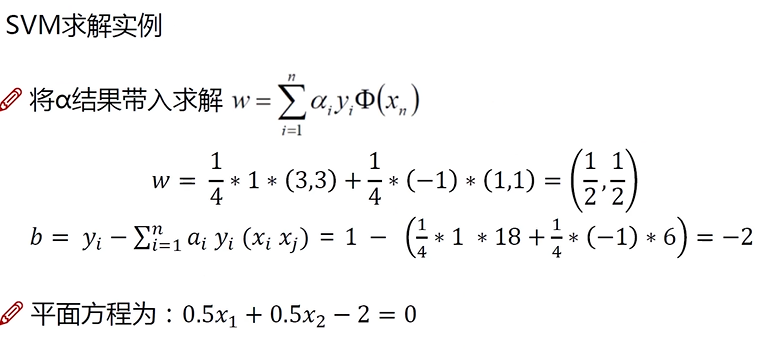 SVM求解实例
将α结果带入求解 w = ∑_{i=1}^{n} α_i y_i Φ(x_n)
w = 1/4 * 1 * (3,3) + 1/4 * (−1) * (1,1) = (1/2, 1/2)
b = y_i − ∑_{i=1}^{n} a_i y_i (x_i x_j) = 1 − (1/4 * 1 * 18 + 1/4 * (−1) * 6) = −2
平面方程为：0.5x_1 + 0.5x_2 − 2 = 0